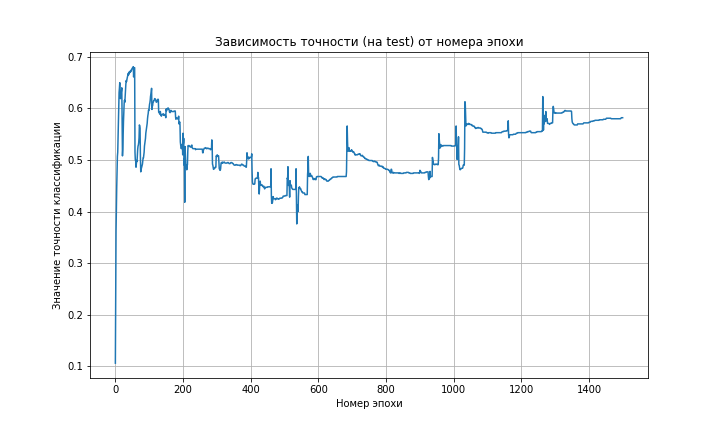 Зависимость точности (на test) от номера эпохи
Значение точности классификации
0.7
0.6
0.5
0.4
0.3
0.2
0.1
0 200 400 600 800 1000 1200 1400
Номер эпохи